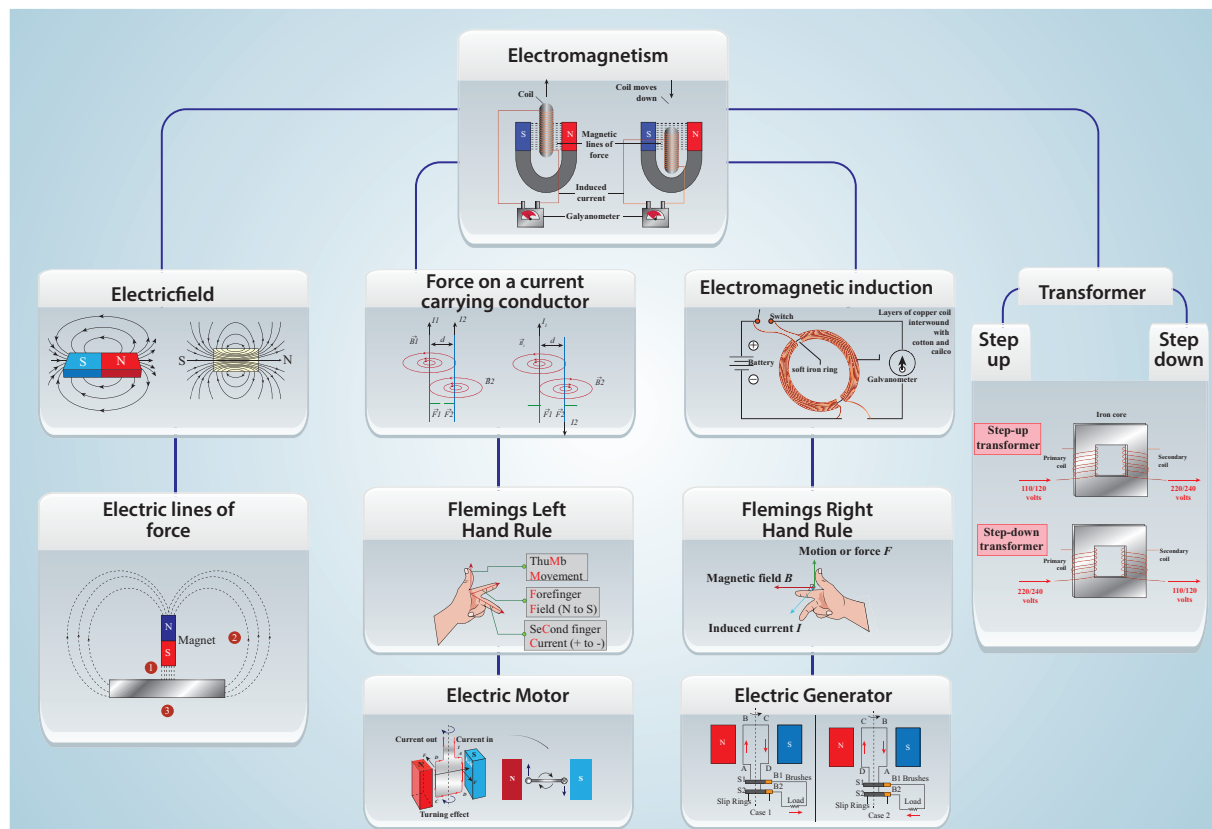 Electromagnetism
Coil
Coil moves
down
S
N
S
N
Magnetic
lines of
force
Induced
current
Galyanometer
Electricfield
S
N
S
N
Force on a current
carrying conductor
I1
I2
d
B1
B2
F1
F2
d
B2
F1
F2
I2
Electromagnetic induction
Switch
Layers of copper coil
interwound
with
cotton and
cailco
Battery
soft iron ring
Galvanometer
Transformer
Step
up
Step
down
Iron core
Step-up
transformer
Primary
coil
Secondary
coil
110/120
volts
220/240
volts
Step-down
transformer
Primary
coil
Secondary
coil
220/240
volts
110/120
volts
Electric lines of
force
N
S
Magnet
1
2
3
Flemings Left
Hand Rule
ThuMb
Movement
Forefinger
Field (N to S)
SeCond finger
Current (+ to -)
Flemings Right
Hand Rule
Motion or force F
Magnetic field B
Induced current I
Electric Motor
Current out
Current in
N
S
Turning effect
N
S
Electric Generator
B C
N
S
A D
S1
B1 Brushes
S2
B2
Slip Rings
Load
Case 1
C B
N
S
D A
S1
B1 Brushes
S2
B2
Slip Rings
Load
Case 2